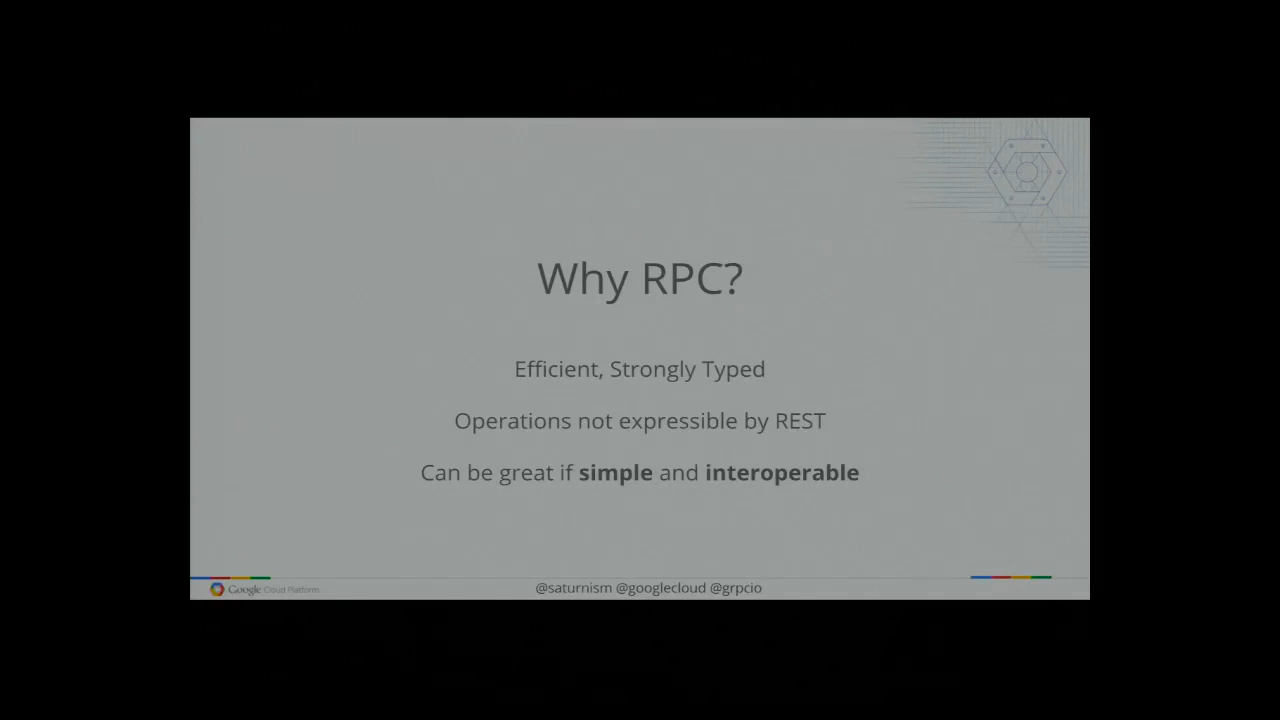 Why RPC?
Efficient, Strongly Typed
Operations not expressible by REST
Can be great if simple and interoperable
Google Cloud Platform
@saturnism @googlecloud @grpcio